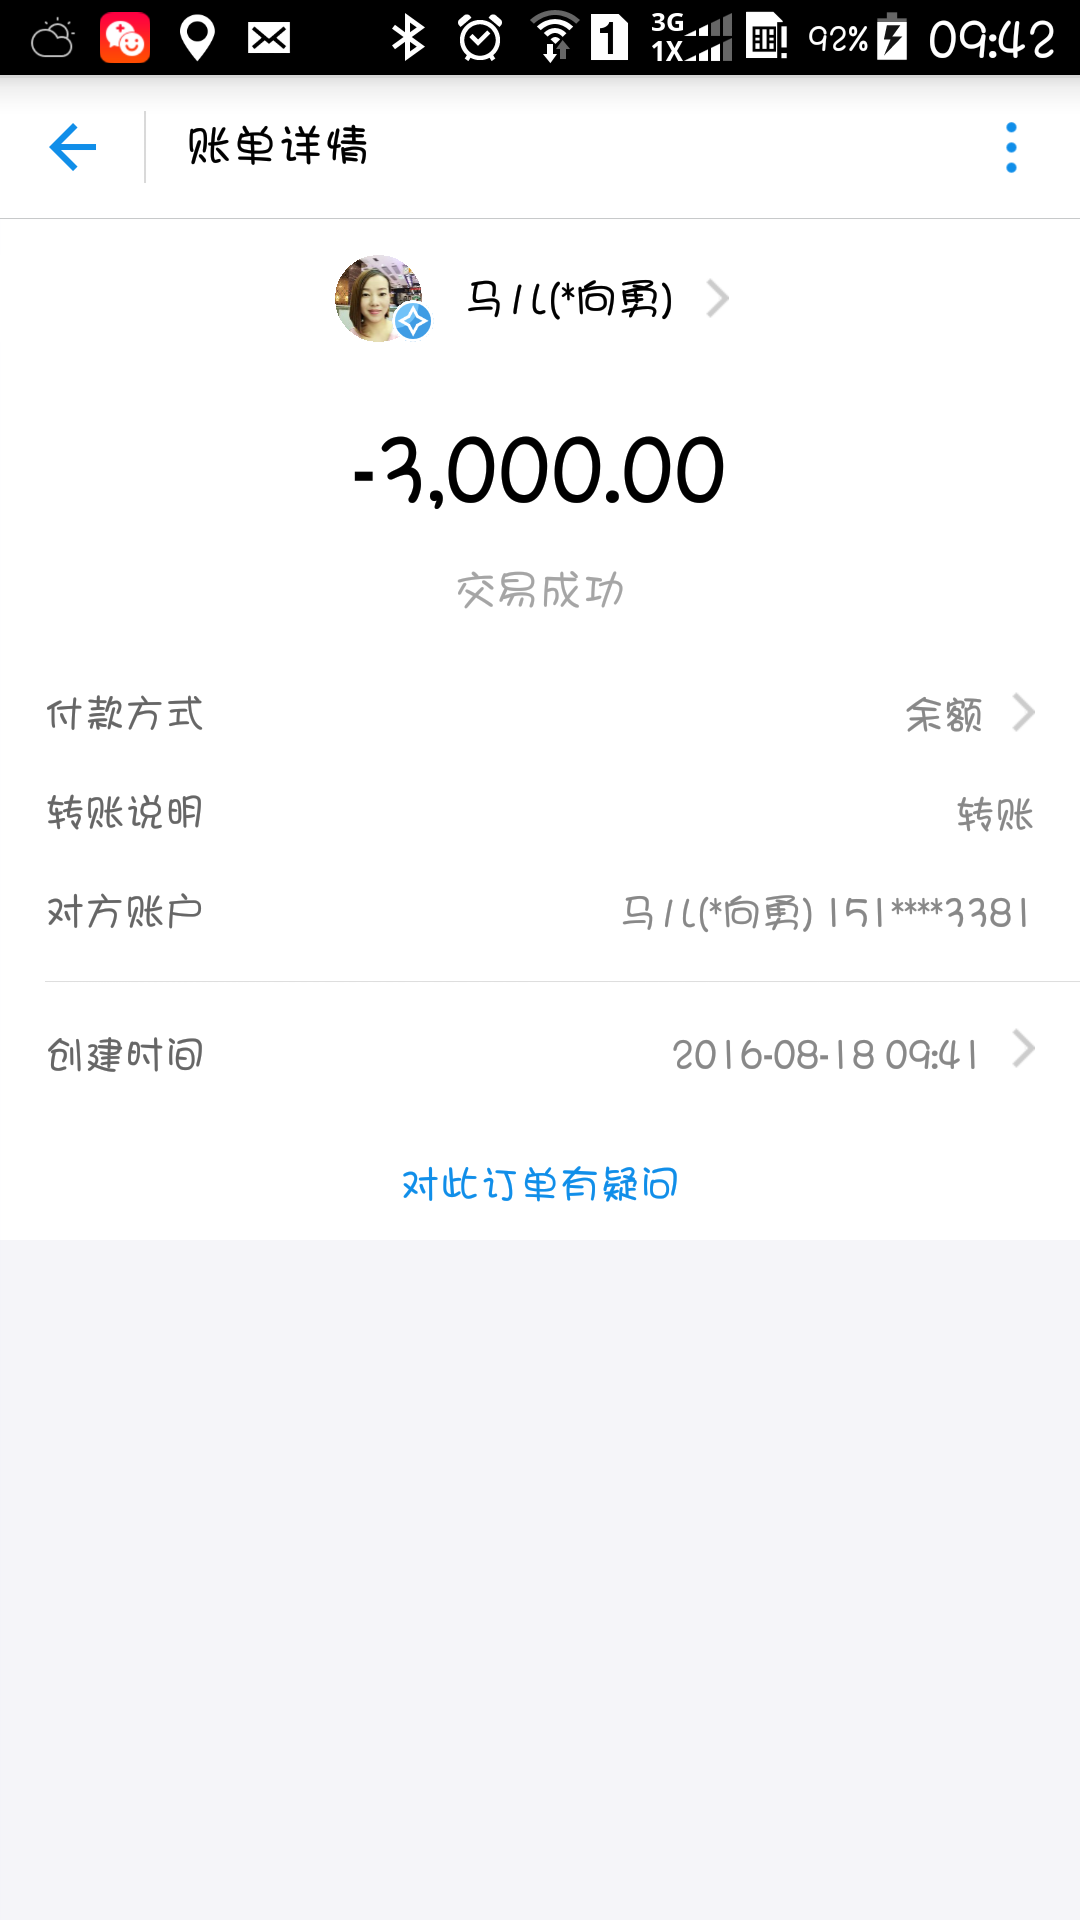 1 3G 1X 92% 09:42
账单详情
马儿(*向勇)
-3,000.00
交易成功
付款方式 余额
转账说明 转账
对方账户 马儿(*向勇) 151****3381
创建时间 2016-08-18 09:41
对此订单有疑问